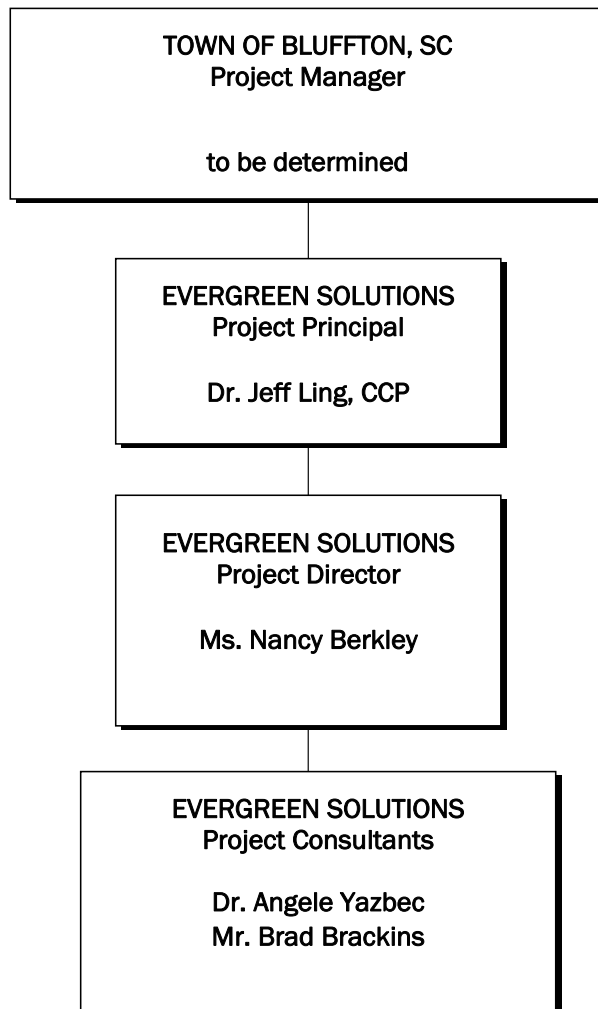 TOWN OF BLUFFTON, SC
Project Manager
to be determined
EVERGREEN SOLUTIONS
Project Principal
Dr. Jeff Ling, CCP
EVERGREEN SOLUTIONS
Project Director
Ms. Nancy Berkley
EVERGREEN SOLUTIONS
Project Consultants
Dr. Angele Yazbec
Mr. Brad Brackins